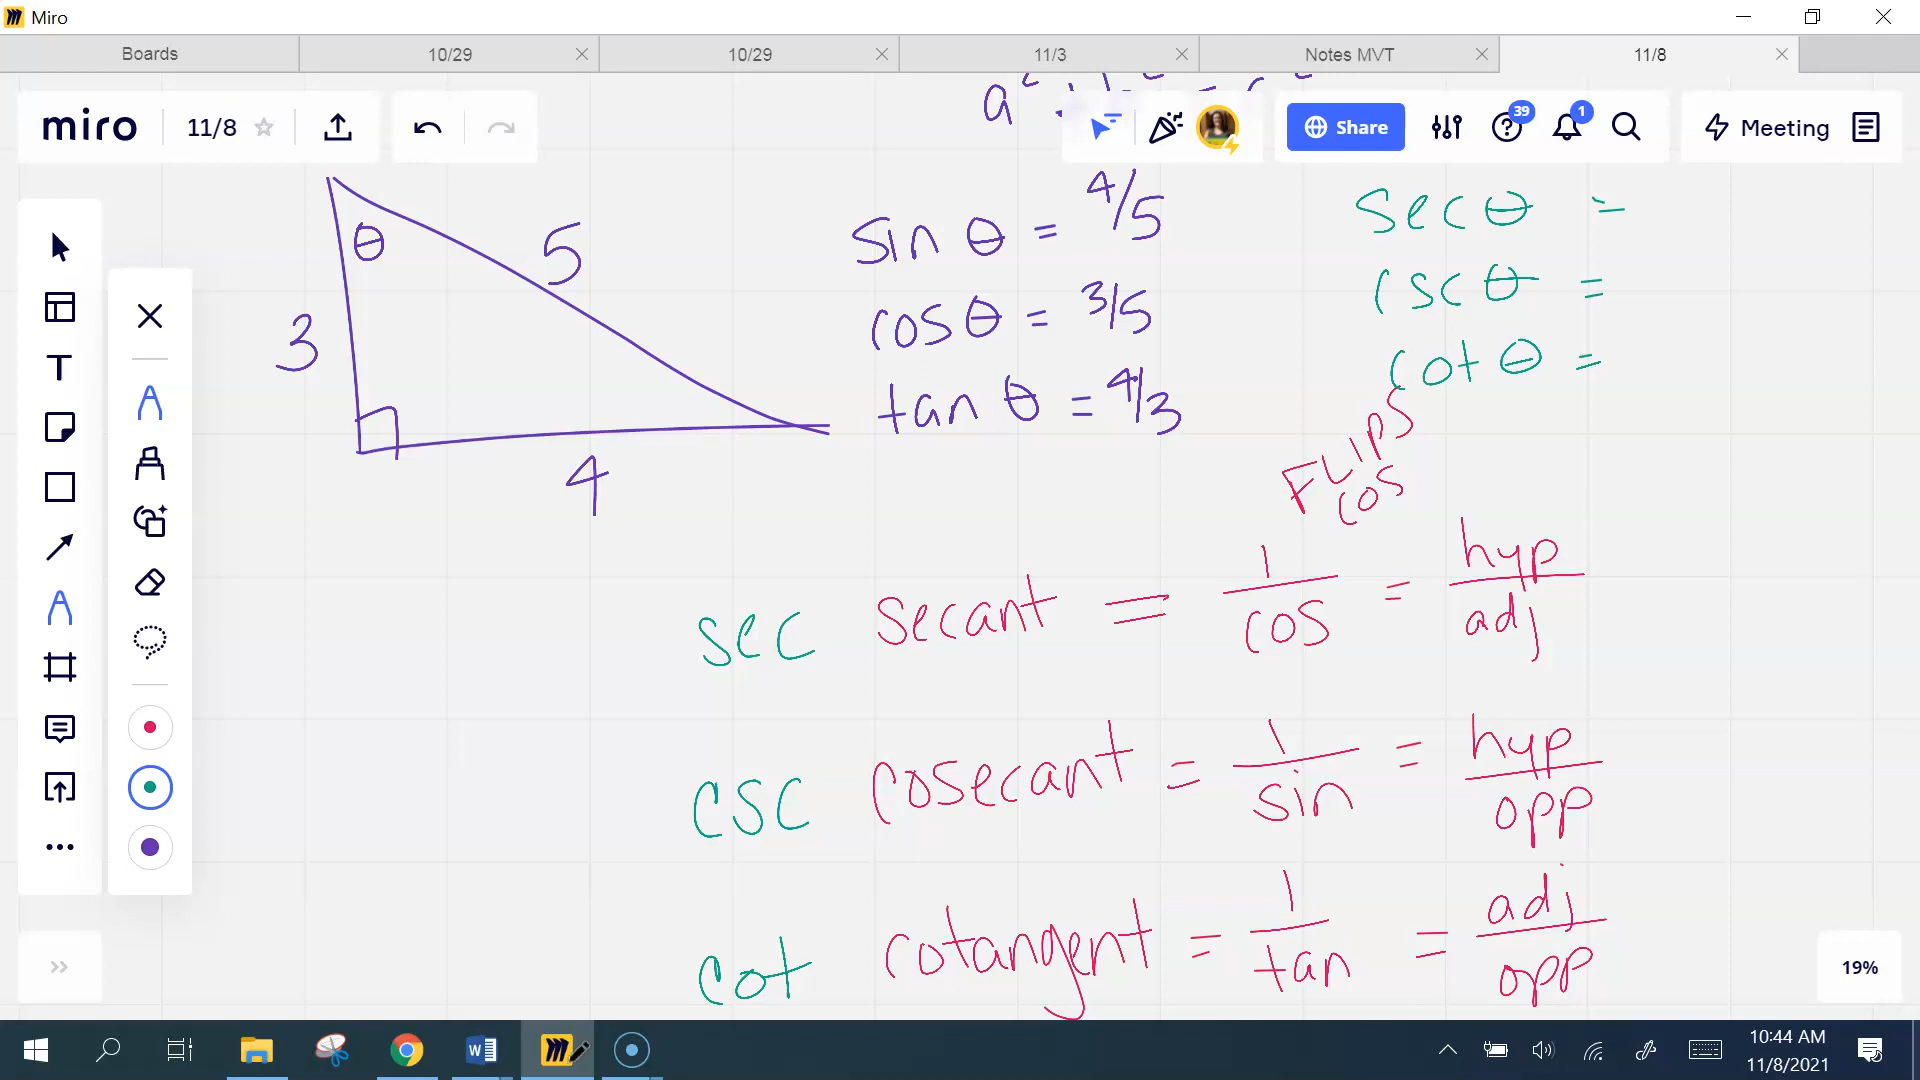 Miro
Boards
10/29
10/29
11/3
Notes MVT
11/8
miro
11/8
39
1
Share
Meeting
θ
5
3
4
sin θ = 4/5
cos θ = 3/5
tan θ = 4/3
sec θ =
csc θ =
cot θ =
FLIPS
cos
sec secant = 1/cos = hyp/adj
csc cosecant = 1/sin = hyp/opp
cot cotangent = 1/tan = adj/opp
19%
10:44 AM
11/8/2021